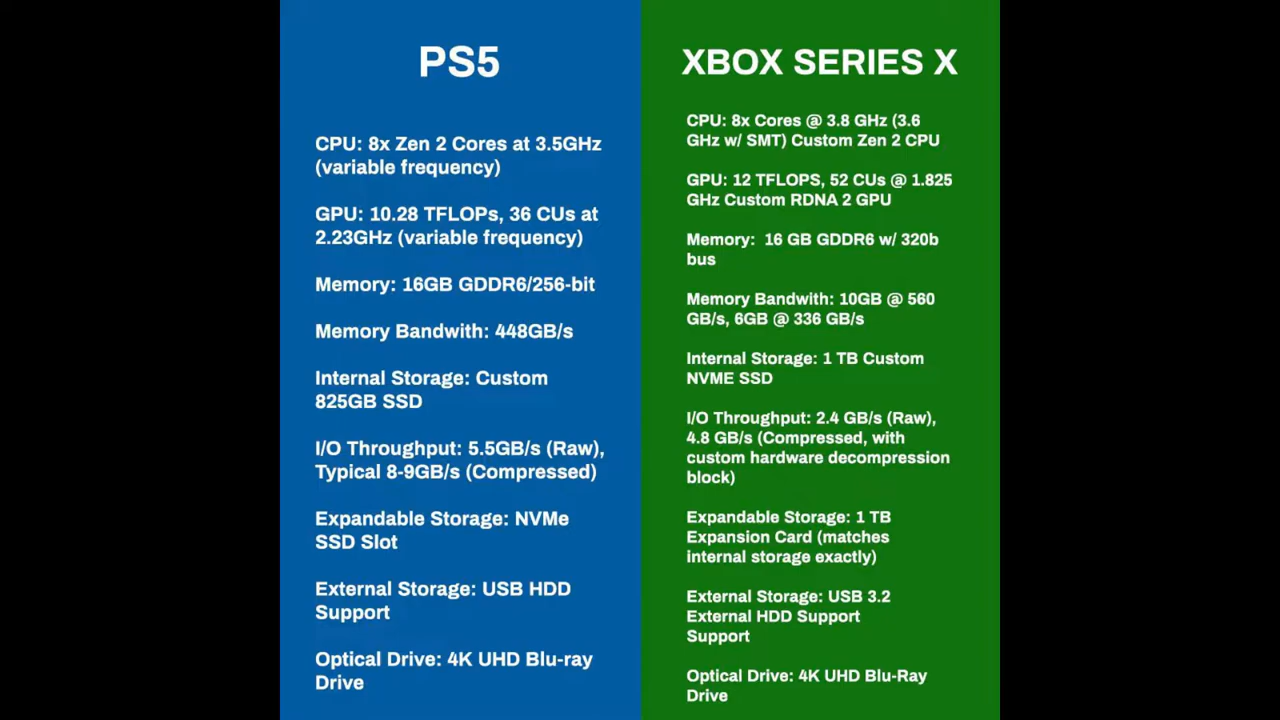 PS5
CPU: 8x Zen 2 Cores at 3.5GHz
(variable frequency)
GPU: 10.28 TFLOPs, 36 CUs at
2.23GHz (variable frequency)
Memory: 16GB GDDR6/256-bit
Memory Bandwith: 448GB/s
Internal Storage: Custom
825GB SSD
I/O Throughput: 5.5GB/s (Raw),
Typical 8-9GB/s (Compressed)
Expandable Storage: NVMe
SSD Slot
External Storage: USB HDD
Support
Optical Drive: 4K UHD Blu-ray
Drive
XBOX SERIES X
CPU: 8x Cores @ 3.8 GHz (3.6
GHz w/ SMT) Custom Zen 2 CPU
GPU: 12 TFLOPS, 52 CUs @ 1.825
GHz Custom RDNA 2 GPU
Memory:  16 GB GDDR6 w/ 320b
bus
Memory Bandwith: 10GB @ 560
GB/s, 6GB @ 336 GB/s
Internal Storage: 1 TB Custom
NVME SSD
I/O Throughput: 2.4 GB/s (Raw),
4.8 GB/s (Compressed, with
custom hardware decompression
block)
Expandable Storage: 1 TB
Expansion Card (matches
internal storage exactly)
External Storage: USB 3.2
External HDD Support
Support
Optical Drive: 4K UHD Blu-Ray
Drive